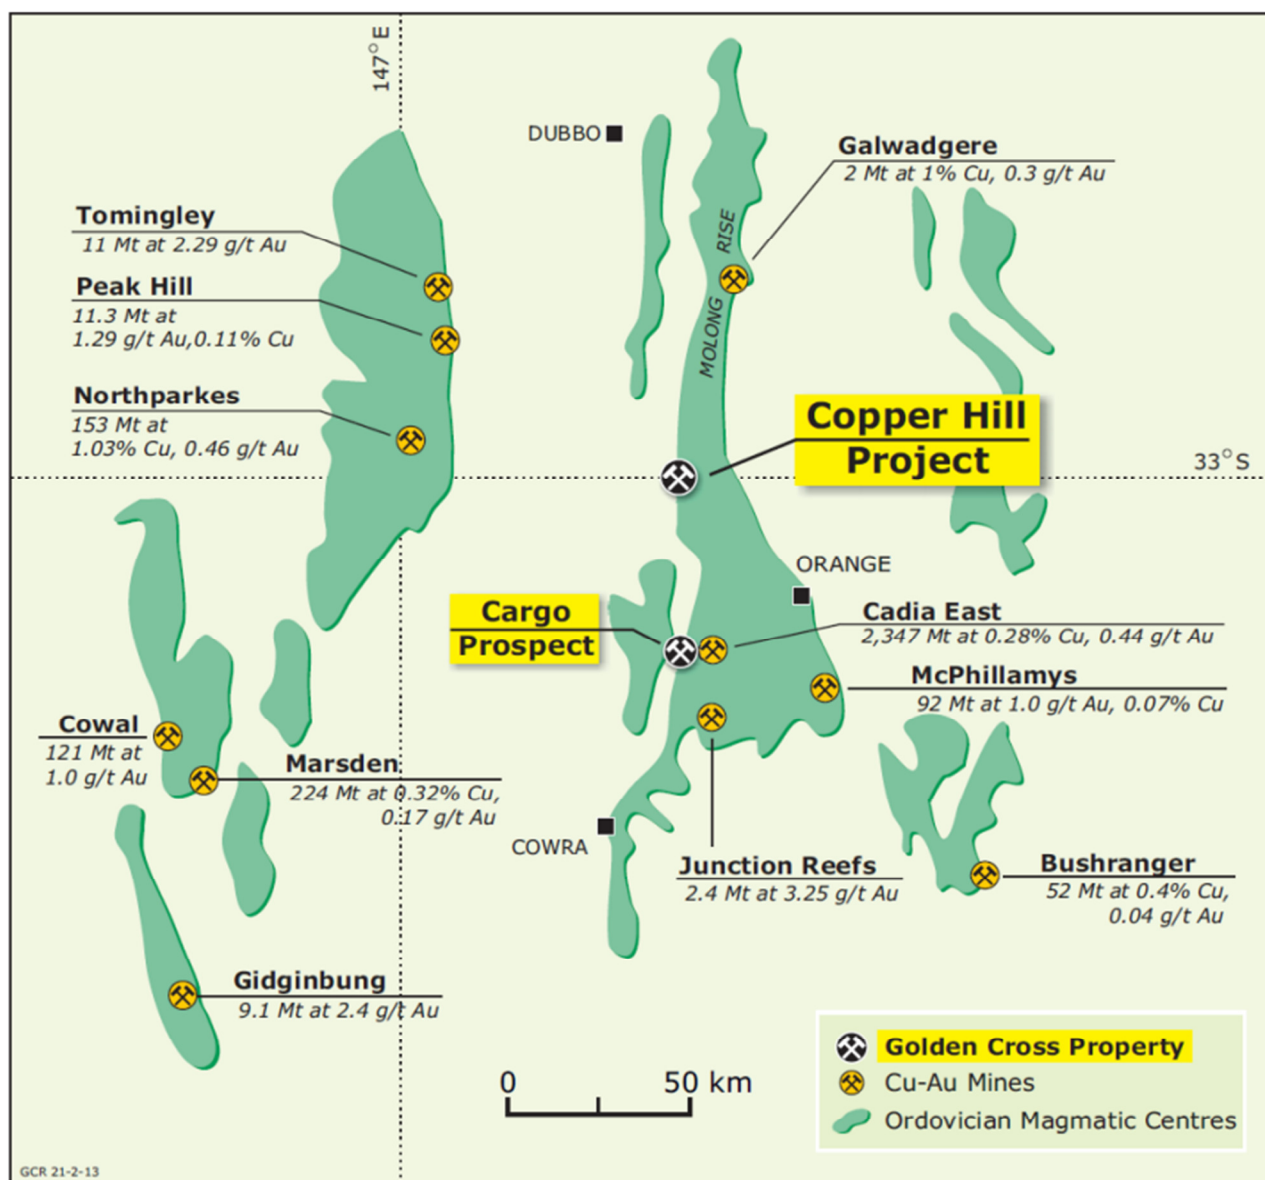 147°E
DUBBO
Galwadgere
2 Mt at 1% Cu, 0.3 g/t Au
Tomingley
11 Mt at 2.29 g/t Au
Peak Hill
11.3 Mt at
1.29 g/t Au,0.11% Cu
MOLONG RISE
Northparkes
153 Mt at
1.03% Cu, 0.46 g/t Au
Copper Hill
Project
33°S
ORANGE
Cargo
Prospect
Cadia East
2,347 Mt at 0.28% Cu, 0.44 g/t Au
McPhillamys
92 Mt at 1.0 g/t Au, 0.07% Cu
Cowal
121 Mt at
1.0 g/t Au
Marsden
224 Mt at 0.32% Cu,
0.17 g/t Au
COWRA
Junction Reefs
2.4 Mt at 3.25 g/t Au
Bushranger
52 Mt at 0.4% Cu,
0.04 g/t Au
Gidginbung
9.1 Mt at 2.4 g/t Au
0 50 km
Golden Cross Property
Cu-Au Mines
Ordovician Magmatic Centres
GCR 21-2-13